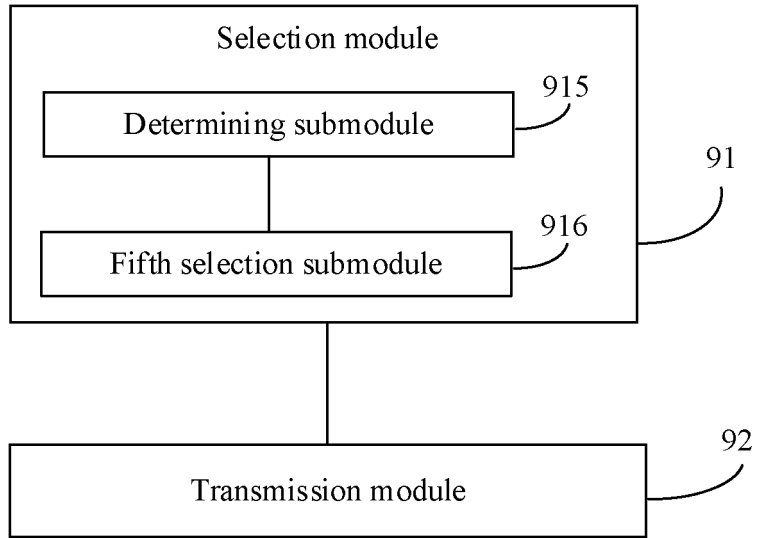 Selection module
915
Determining submodule
91
916
Fifth selection submodule
92
Transmission module